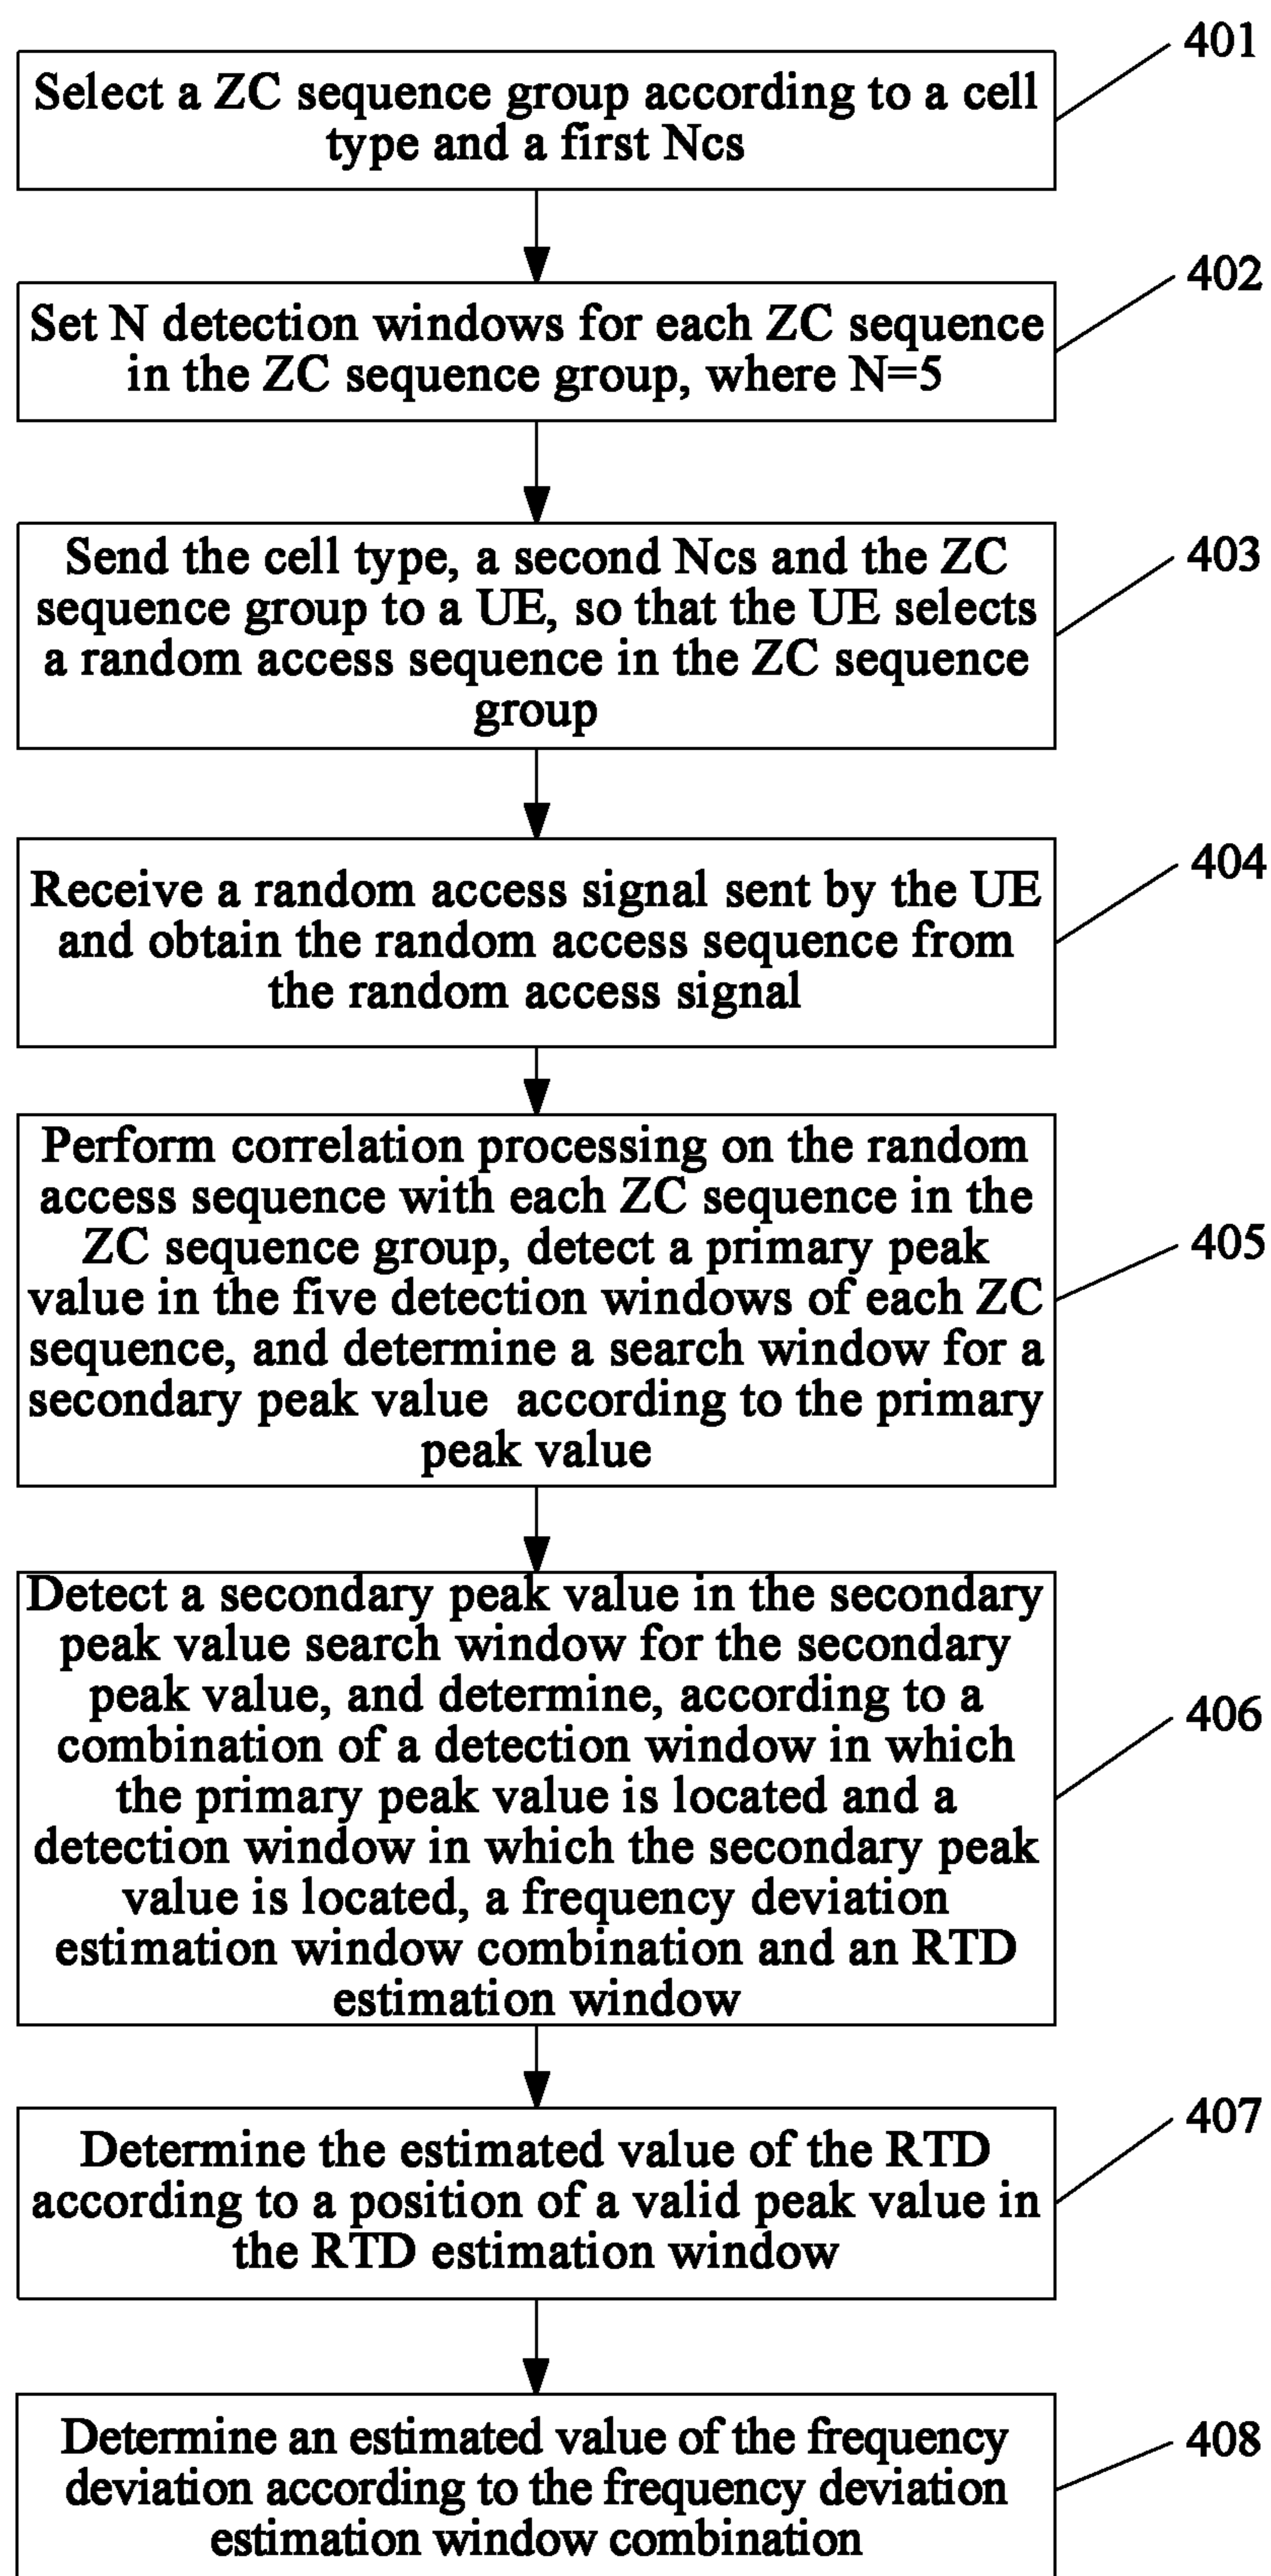 401
Select a ZC sequence group according to a cell
type and a first Ncs
402
Set N detection windows for each ZC sequence
in the ZC sequence group, where N=5
403
Send the cell type, a second Ncs and the ZC
sequence group to a UE, so that the UE selects
a random access sequence in the ZC sequence
group
404
Receive a random access signal sent by the UE
and obtain the random access sequence from
the random access signal
405
Perform correlation processing on the random
access sequence with each ZC sequence in the
ZC sequence group, detect a primary peak
value in the five detection windows of each ZC
sequence, and determine a search window for a
secondary peak value according to the primary
peak value
406
Detect a secondary peak value in the secondary
peak value search window for the secondary
peak value, and determine, according to a
combination of a detection window in which
the primary peak value is located and a
detection window in which the secondary peak
value is located, a frequency deviation
estimation window combination and an RTD
estimation window
407
Determine the estimated value of the RTD
according to a position of a valid peak value in
the RTD estimation window
408
Determine an estimated value of the frequency
deviation according to the frequency deviation
estimation window combination